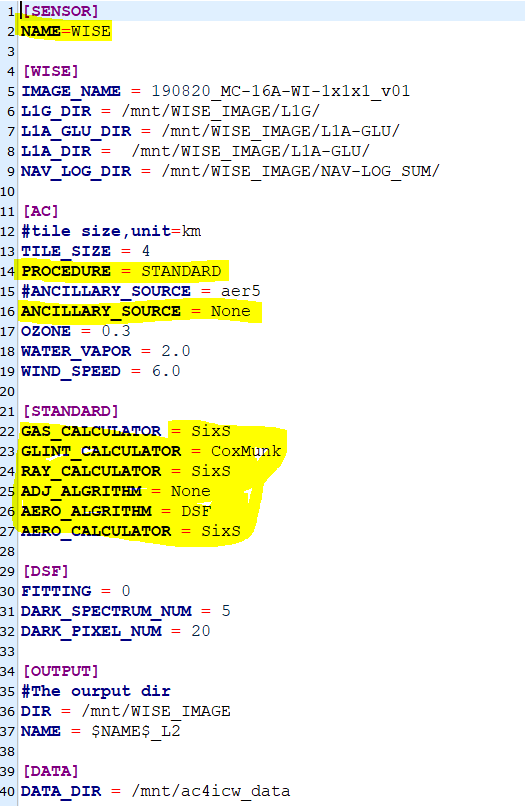 1 [SENSOR]
2 NAME=WISE
3
4 [WISE]
5 IMAGE_NAME = 190820_MC-16A-WI-1x1x1_v01
6 L1G_DIR = /mnt/WISE_IMAGE/L1G/
7 L1A_GLU_DIR = /mnt/WISE_IMAGE/L1A-GLU/
8 L1A_DIR =  /mnt/WISE_IMAGE/L1A-GLU/
9 NAV_LOG_DIR = /mnt/WISE_IMAGE/NAV-LOG_SUM/
10
11 [AC]
12 #tile size,unit=km
13 TILE_SIZE = 4
14 PROCEDURE = STANDARD
15 #ANCILLARY_SOURCE = aer5
16 ANCILLARY_SOURCE = None
17 OZONE = 0.3
18 WATER_VAPOR = 2.0
19 WIND_SPEED = 6.0
20
21 [STANDARD]
22 GAS_CALCULATOR = SixS
23 GLINT_CALCULATOR = CoxMunk
24 RAY_CALCULATOR = SixS
25 ADJ_ALGRITHM = None
26 AERO_ALGRITHM = DSF
27 AERO_CALCULATOR = SixS
28
29 [DSF]
30 FITTING = 0
31 DARK_SPECTRUM_NUM = 5
32 DARK_PIXEL_NUM = 20
33
34 [OUTPUT]
35 #The ourput dir
36 DIR = /mnt/WISE_IMAGE
37 NAME = $NAME$_L2
38
39 [DATA]
40 DATA_DIR = /mnt/ac4icw_data